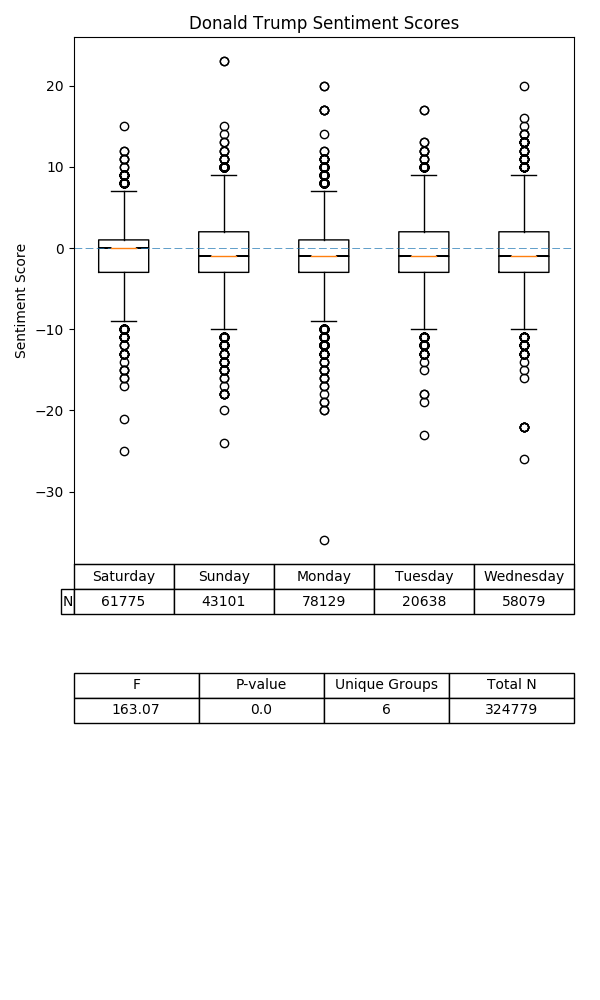 Donald Trump Sentiment Scores
20
10
0
−10
−20
−30
Sentiment Score
Saturday Sunday Monday Tuesday Wednesday
N 61775 43101 78129 20638 58079
F P-value Unique Groups Total N
163.07 0.0 6 324779